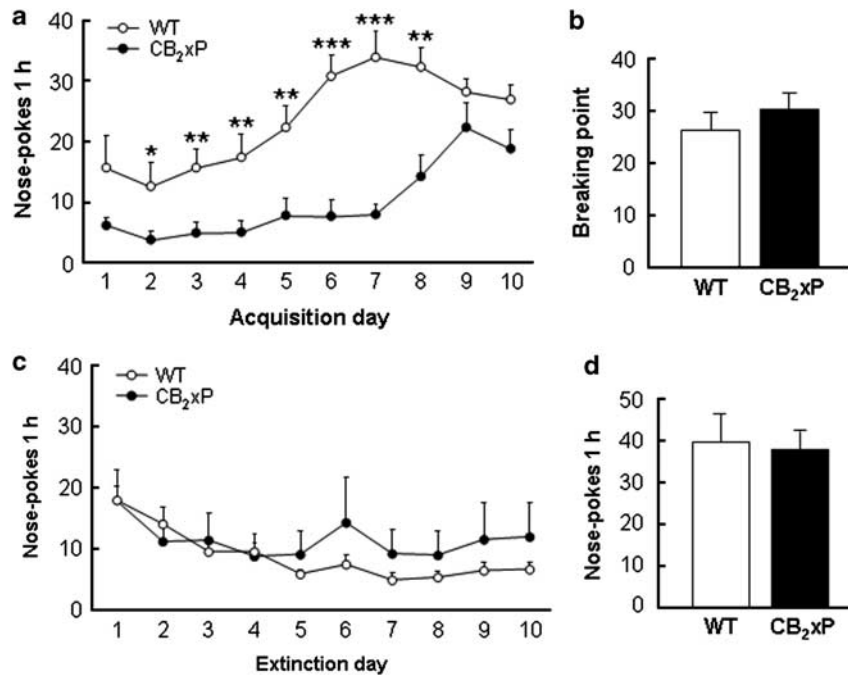 a
Nose-pokes 1 h
40
30
20
10
0
WT
CB₂xP
*
**
**
**
***
***
**
1 2 3 4 5 6 7 8 9 10
Acquisition day
b
Breaking point
40
30
20
10
0
WT CB₂xP
c
Nose-pokes 1 h
40
30
20
10
0
WT
CB₂xP
1 2 3 4 5 6 7 8 9 10
Extinction day
d
Nose-pokes 1 h
50
40
30
20
10
0
WT CB₂xP